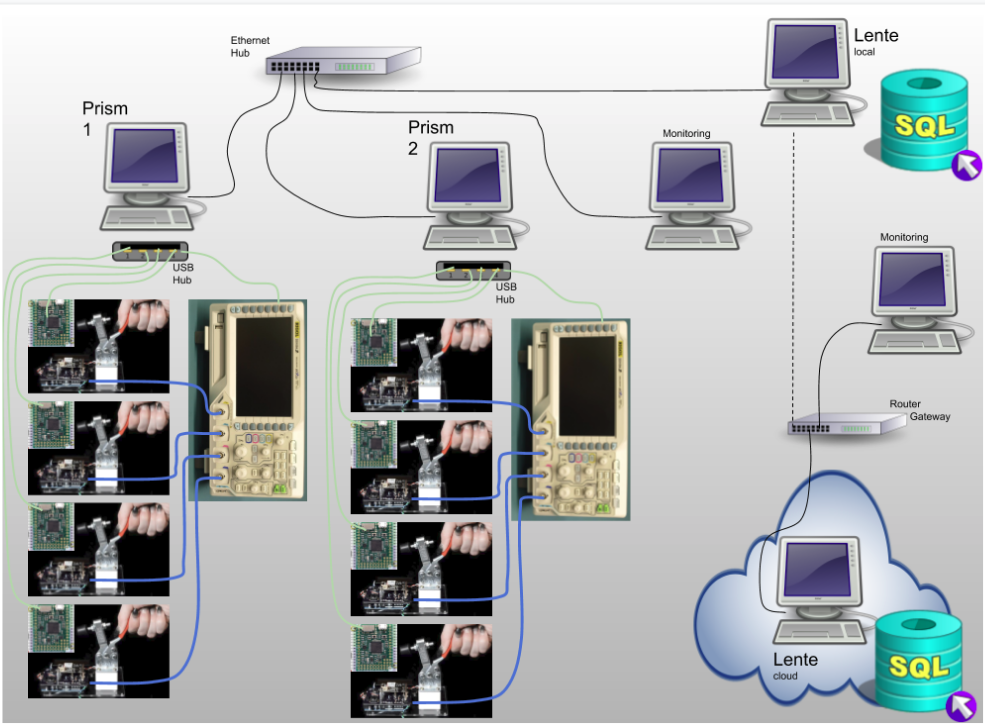 Ethernet
Hub
Lente
local
SQL
Prism
1
Prism
2
Monitoring
Monitoring
USB
Hub
USB
Hub
Router
Gateway
Lente
cloud
SQL